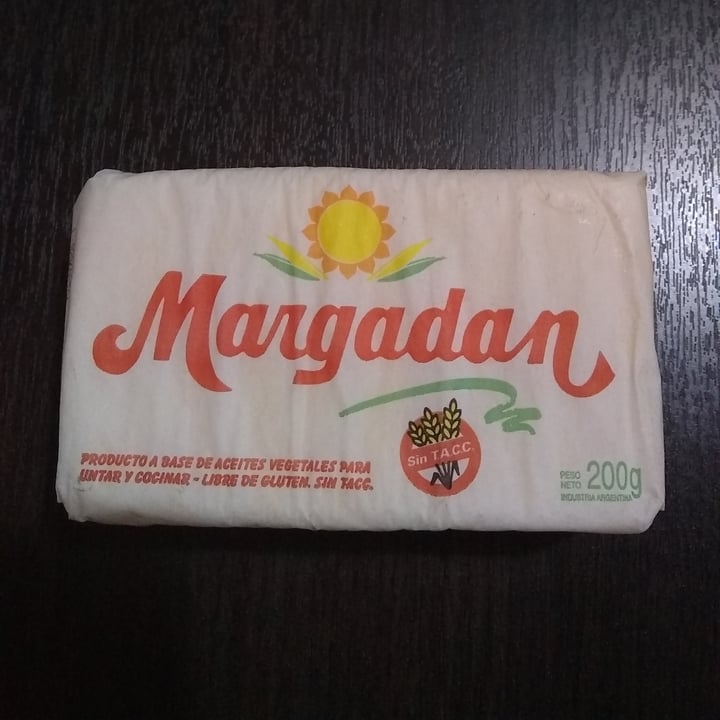 Margadan
PRODUCTO A BASE DE ACEITES VEGETALES PARA
UNTAR Y COCINAR - LIBRE DE GLUTEN. SIN TACC.
Sin T.A.C.C.
PESO
NETO 200g
INDUSTRIA ARGENTINA